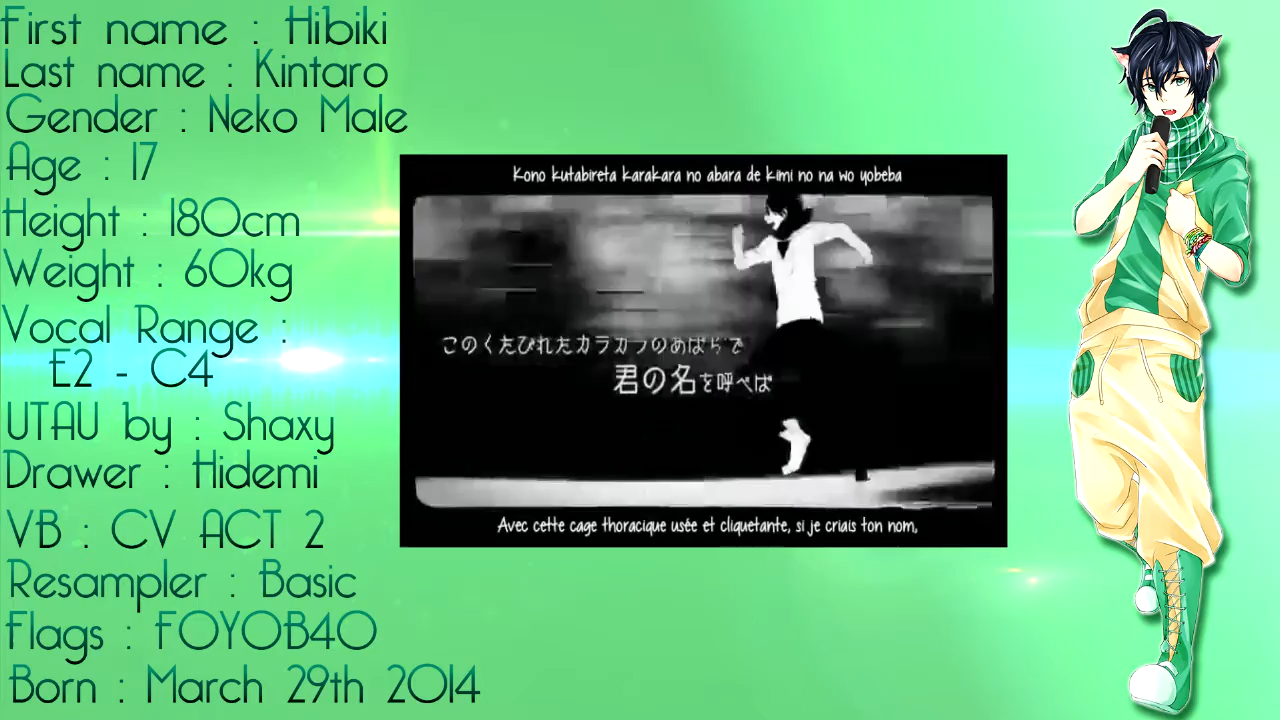 First name : Hibiki
Last name : Kintaro
Gender : Neko Male
Age : 17
Height : 180cm
Weight : 60kg
Vocal Range :
E2 - C4
UTAU by : Shaxy
Drawer : Hidemi
VB : CV ACT 2
Resampler : Basic
Flags : F0Y0B40
Born : March 29th 2014
Kono kutabireta karakara no abara de kimi no na wo yobeba
このくたびれたカラカラのあばらで
君の名を呼べば
Avec cette cage thoracique usée et cliquetante, si je criais ton nom,